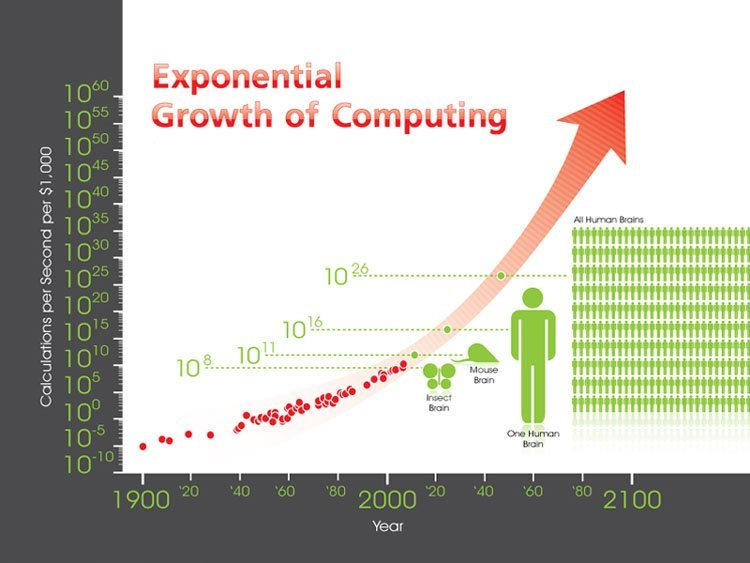 Exponential
Growth of Computing
Calculations per Second per $1,000
10^60
10^55
10^50
10^45
10^40
10^35
10^30
10^25
10^20
10^15
10^10
10^5
10^0
10^-5
10^-10
All Human Brains
10^26
10^16
10^11
10^8
Mouse
Brain
Insect
Brain
One Human
Brain
1900 '20 '40 '60 '80 2000 '20 '40 '60 '80 2100
Year